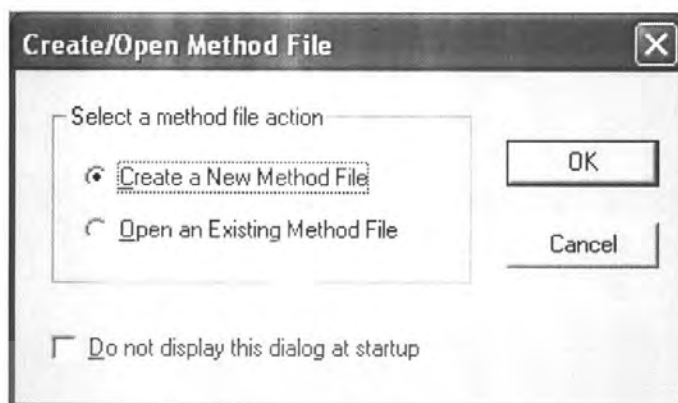 Create/Open Method File
Select a method file action
Create a New Method File
OK
Open an Existing Method File
Cancel
Do not display this dialog at startup